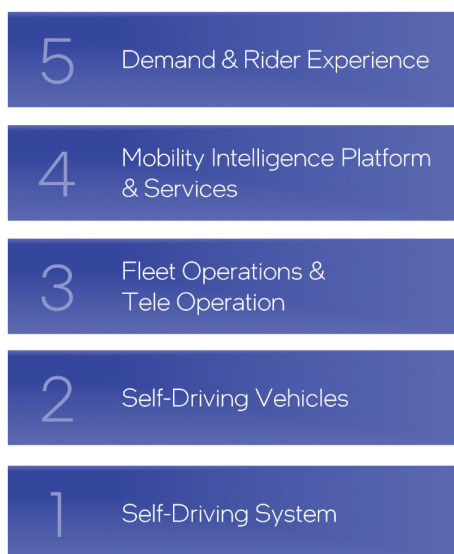 5
Demand & Rider Experience
4
Mobility Intelligence Platform
& Services
3
Fleet Operations &
Tele Operation
2
Self-Driving Vehicles
1
Self-Driving System